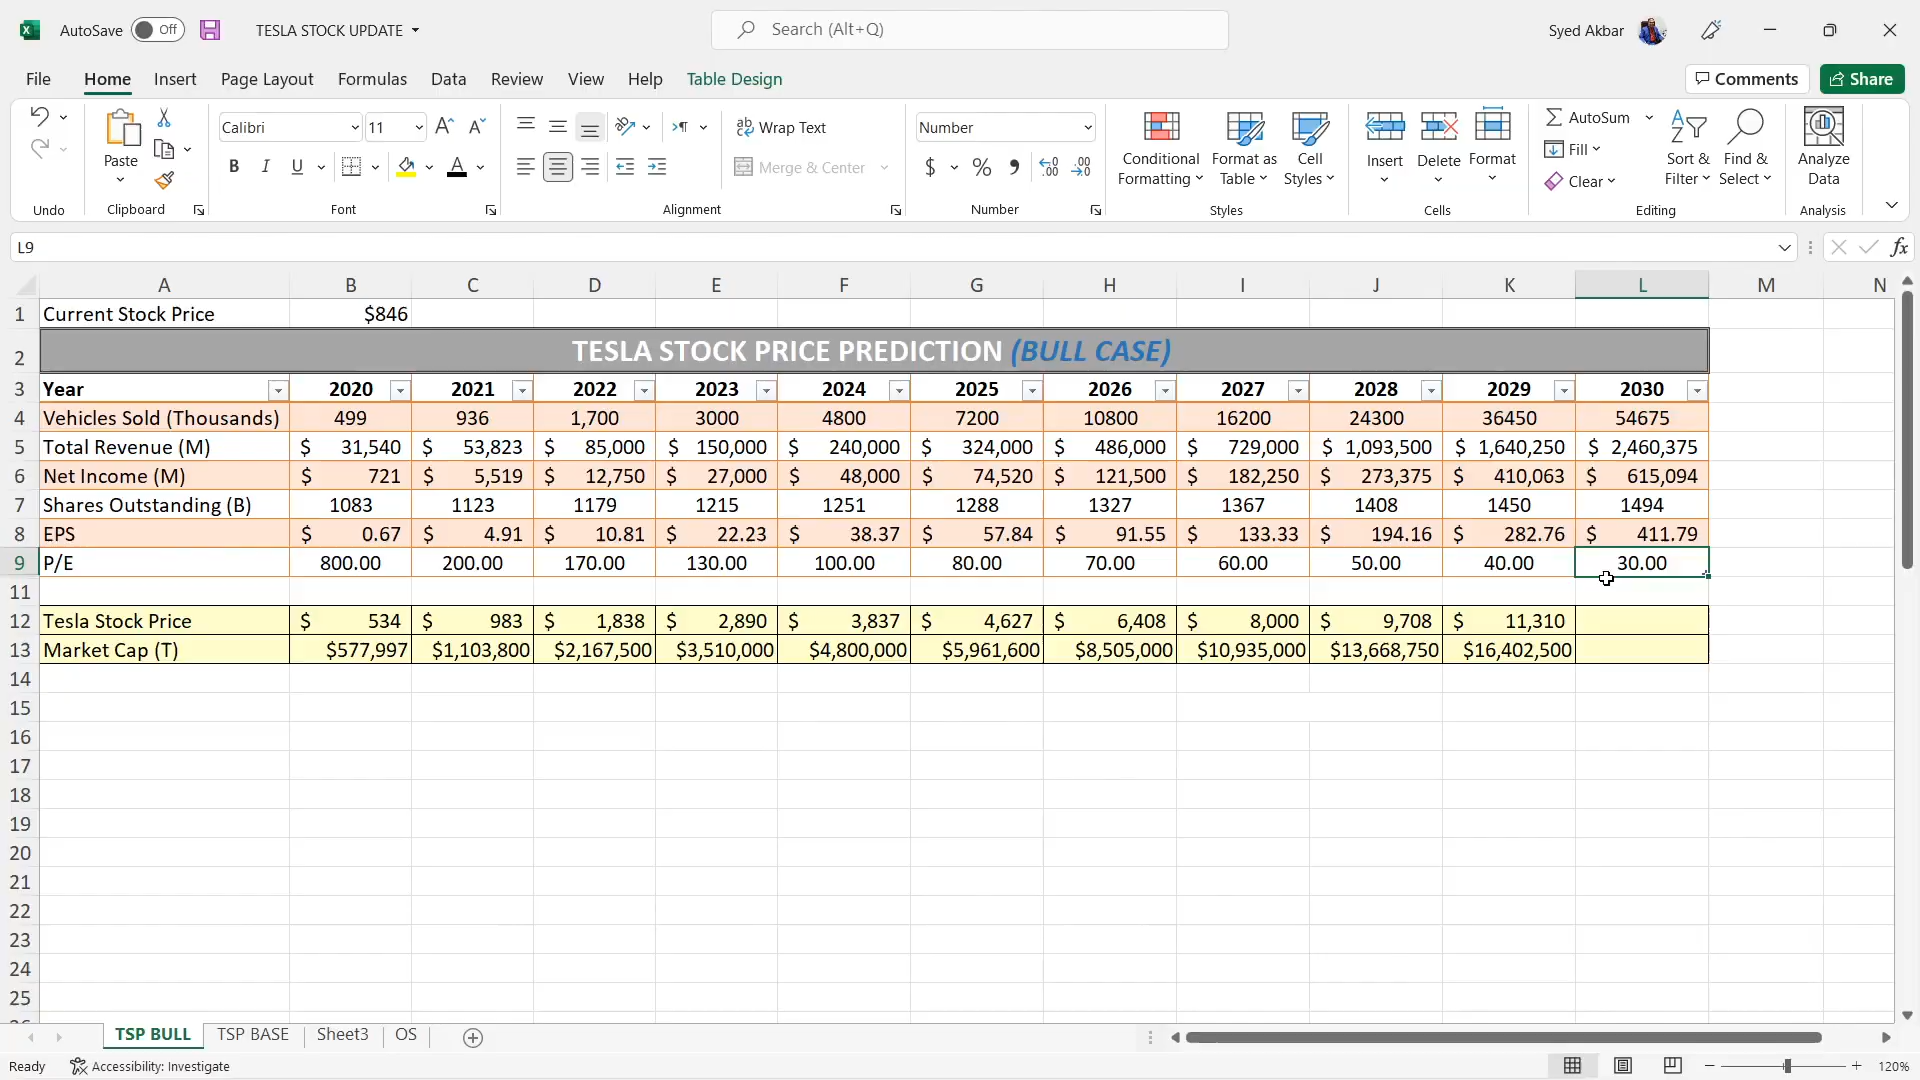 AutoSave Off TESLA STOCK UPDATE Search (Alt+Q) Syed Akbar
File Home Insert Page Layout Formulas Data Review View Help Table Design Comments Share
Calibri 11 Wrap Text Number AutoSum
Paste Merge & Center $ % Conditional Formatting Format as Table Cell Styles Insert Delete Format Fill Clear Sort & Filter Find & Select Analyze Data
Undo Clipboard Font Alignment Number Styles Cells Editing Analysis
L9 fx
A B C D E F G H I J K L M N
1 Current Stock Price $846
2 TESLA STOCK PRICE PREDICTION (BULL CASE)
3 Year 2020 2021 2022 2023 2024 2025 2026 2027 2028 2029 2030
4 Vehicles Sold (Thousands) 499 936 1,700 3000 4800 7200 10800 16200 24300 36450 54675
5 Total Revenue (M) $ 31,540 $ 53,823 $ 85,000 $ 150,000 $ 240,000 $ 324,000 $ 486,000 $ 729,000 $ 1,093,500 $ 1,640,250 $ 2,460,375
6 Net Income (M) $ 721 $ 5,519 $ 12,750 $ 27,000 $ 48,000 $ 74,520 $ 121,500 $ 182,250 $ 273,375 $ 410,063 $ 615,094
7 Shares Outstanding (B) 1083 1123 1179 1215 1251 1288 1327 1367 1408 1450 1494
8 EPS $ 0.67 $ 4.91 $ 10.81 $ 22.23 $ 38.37 $ 57.84 $ 91.55 $ 133.33 $ 194.16 $ 282.76 $ 411.79
9 P/E 800.00 200.00 170.00 130.00 100.00 80.00 70.00 60.00 50.00 40.00 30.00
11
12 Tesla Stock Price $ 534 $ 983 $ 1,838 $ 2,890 $ 3,837 $ 4,627 $ 6,408 $ 8,000 $ 9,708 $ 11,310
13 Market Cap (T) $577,997 $1,103,800 $2,167,500 $3,510,000 $4,800,000 $5,961,600 $8,505,000 $10,935,000 $13,668,750 $16,402,500
14
15
16
17
18
19
20
21
22
23
24
25
TSP BULL TSP BASE Sheet3 OS
Ready Accessibility: Investigate 120%